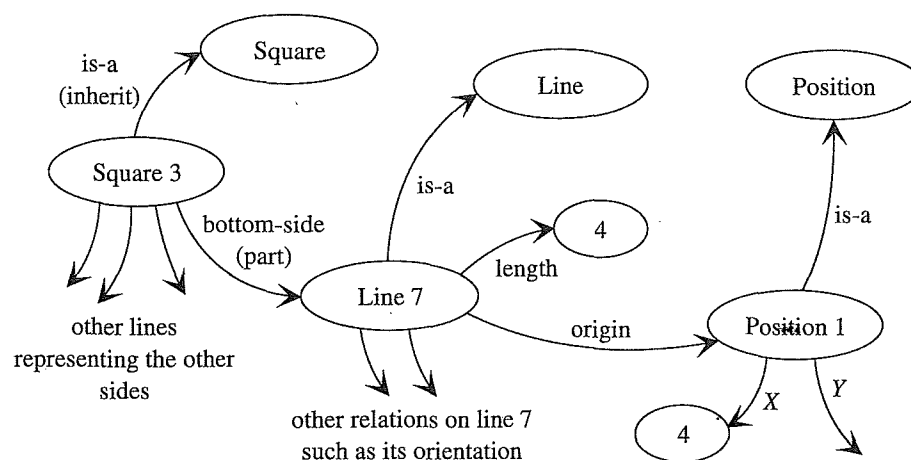 is-a
(inherit)
Square
Line
Position
Square 3
is-a
is-a
bottom-side
(part)
4
length
Line 7
origin
Position 1
other lines
representing the other
sides
X
Y
other relations on line 7
such as its orientation
4